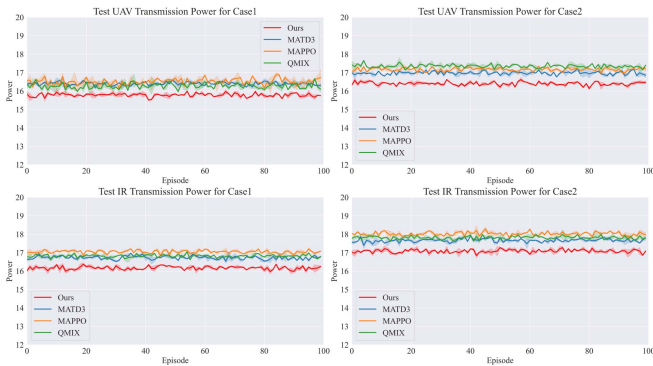 Test UAV Transmission Power for Case1
20
19
18
17
16
15
14
13
12
Power
Ours
MATD3
MAPPO
QMIX
0 20 40 60 80 100
Episode
Test UAV Transmission Power for Case2
20
19
18
17
16
15
14
13
12
Power
Ours
MATD3
MAPPO
QMIX
0 20 40 60 80 100
Episode
Test IR Transmission Power for Case1
20
19
18
17
16
15
14
13
12
Power
Ours
MATD3
MAPPO
QMIX
0 20 40 60 80 100
Episode
Test IR Transmission Power for Case2
20
19
18
17
16
15
14
13
12
Power
Ours
MATD3
MAPPO
QMIX
0 20 40 60 80 100
Episode